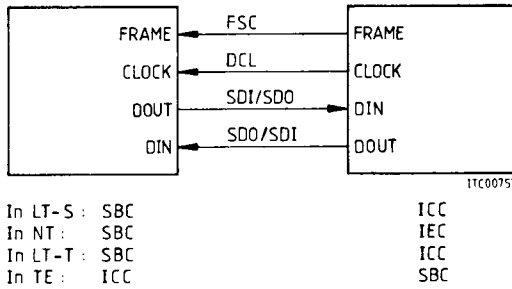 FRAME FSC FRAME
CLOCK DCL CLOCK
DOUT SDI/SDO DIN
DIN SDO/SDI DOUT
ITC0075
In LT-S : SBC ICC
In NT : SBC IEC
In LT-T : SBC ICC
In TE : ICC SBC